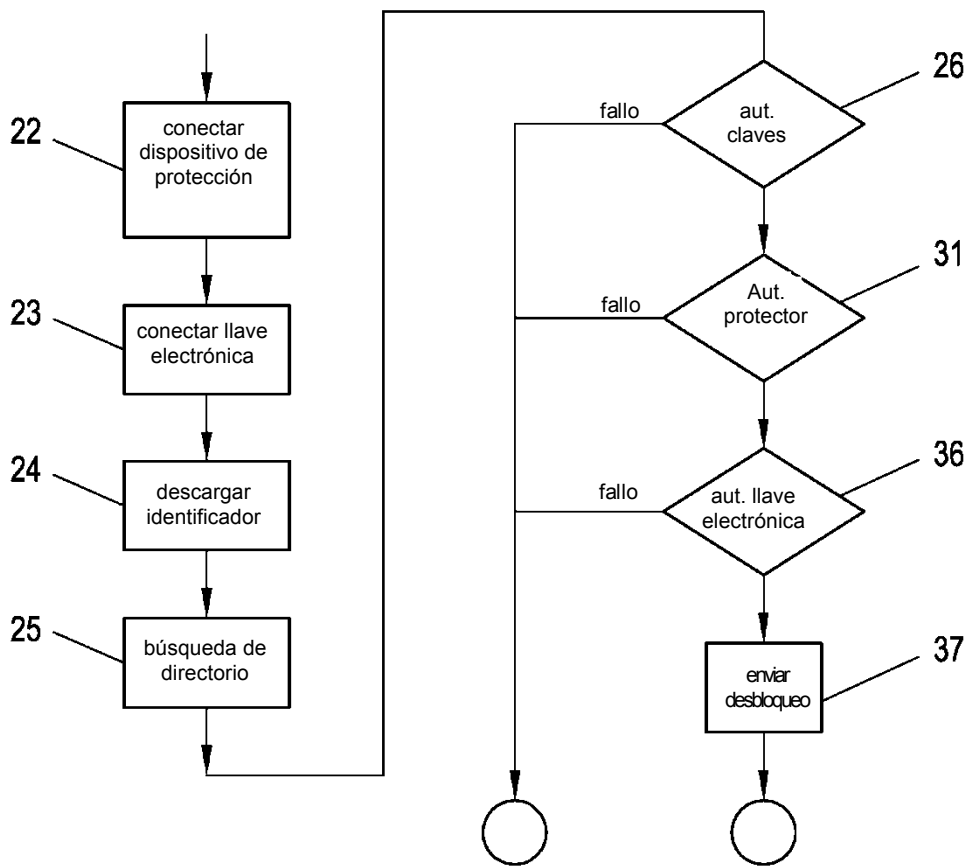 22
conectar
dispositivo de
protección
23
conectar llave
electrónica
24
descargar
identificador
25
búsqueda de
directorio
26
fallo
aut.
claves
31
fallo
Aut.
protector
36
fallo
aut. llave
electrónica
37
enviar
desbloqueo